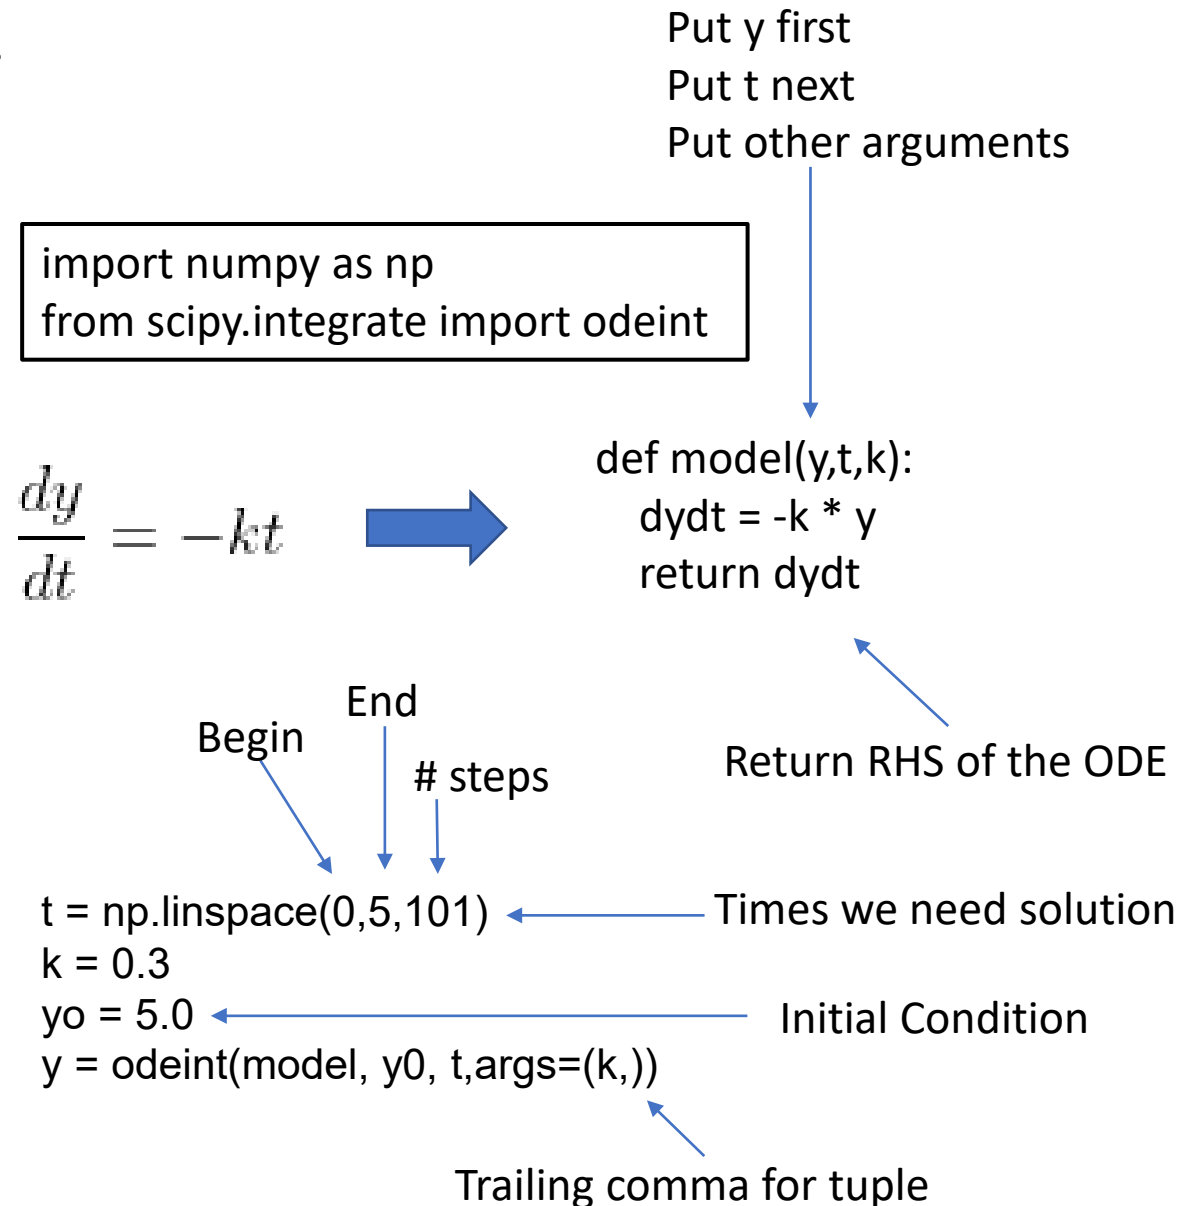 Put y first
Put t next
Put other arguments
import numpy as np
from scipy.integrate import odeint
dy
dt
= −kt
def model(y,t,k):
dydt = -k * y
return dydt
Return RHS of the ODE
Begin
End
# steps
t = np.linspace(0,5,101)
Times we need solution
k = 0.3
yo = 5.0
Initial Condition
y = odeint(model, y0, t,args=(k,))
Trailing comma for tuple